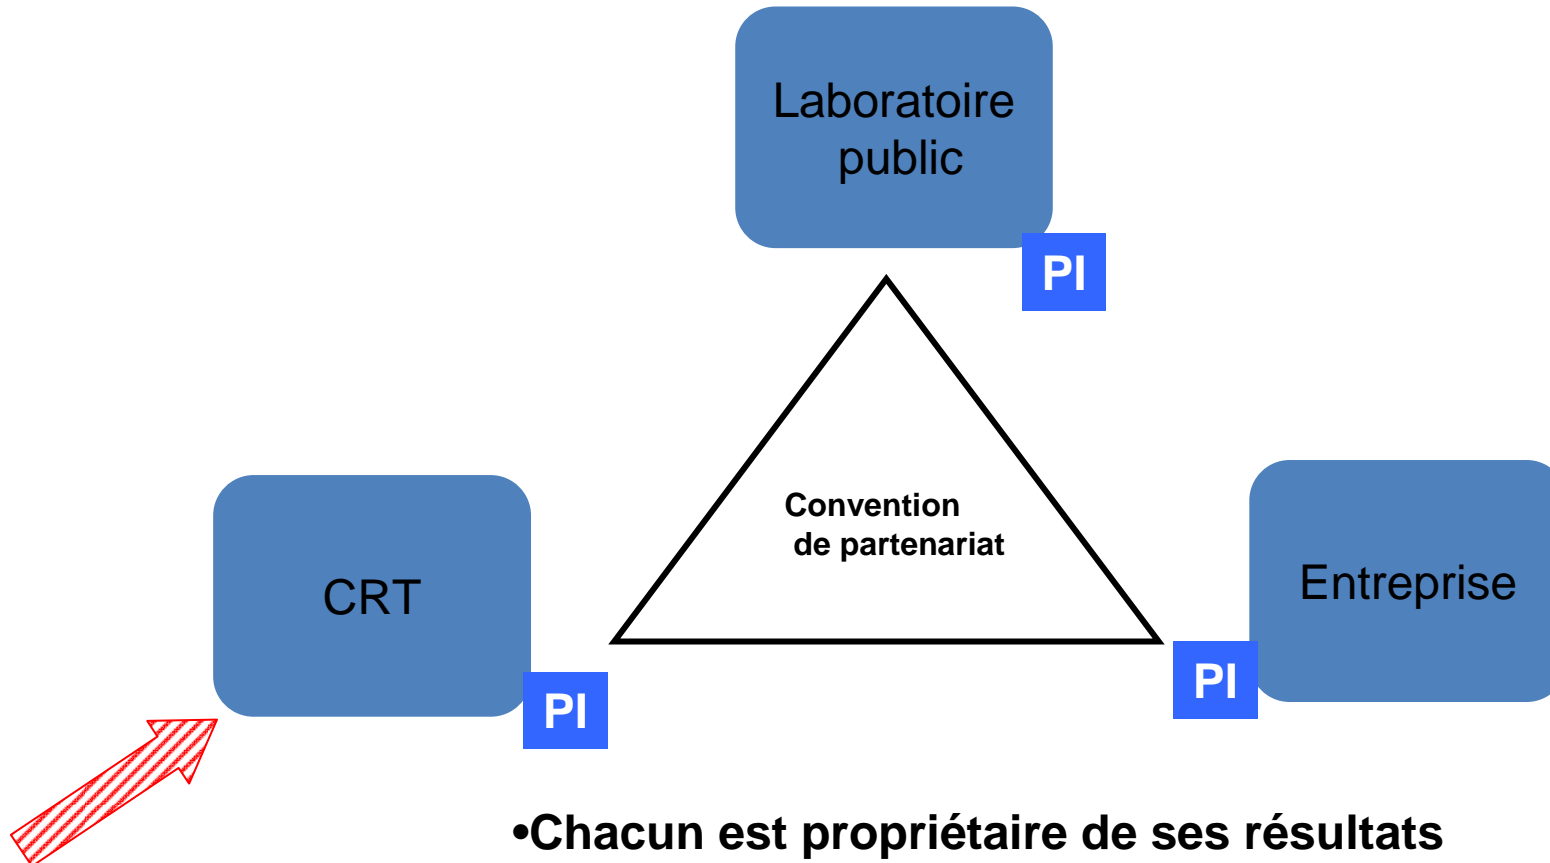 Laboratoire
public
PI
Convention
de partenariat
CRT
Entreprise
PI
PI
•Chacun est propriétaire de ses résultats